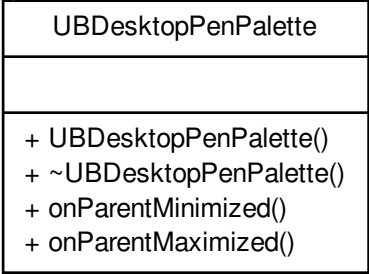 UBDesktopPenPalette
+ UBDesktopPenPalette()
+ ~UBDesktopPenPalette()
+ onParentMinimized()
+ onParentMaximized()